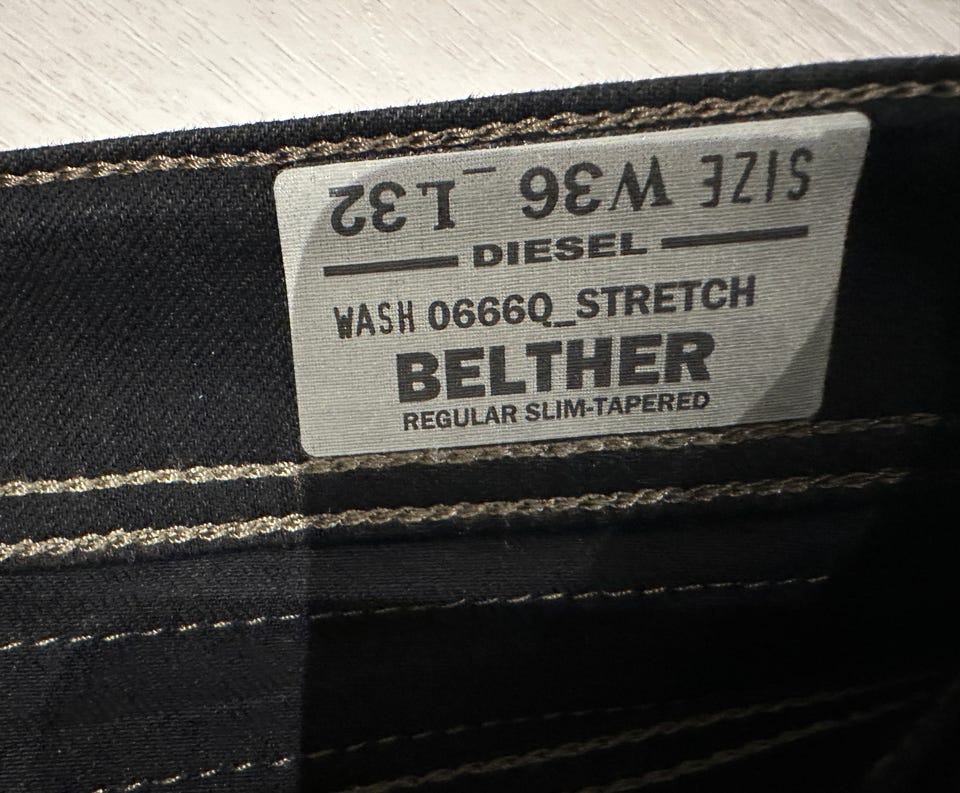 SIZE W36_L32
DIESEL
WASH 0666Q_STRETCH
BELTHER
REGULAR SLIM-TAPERED